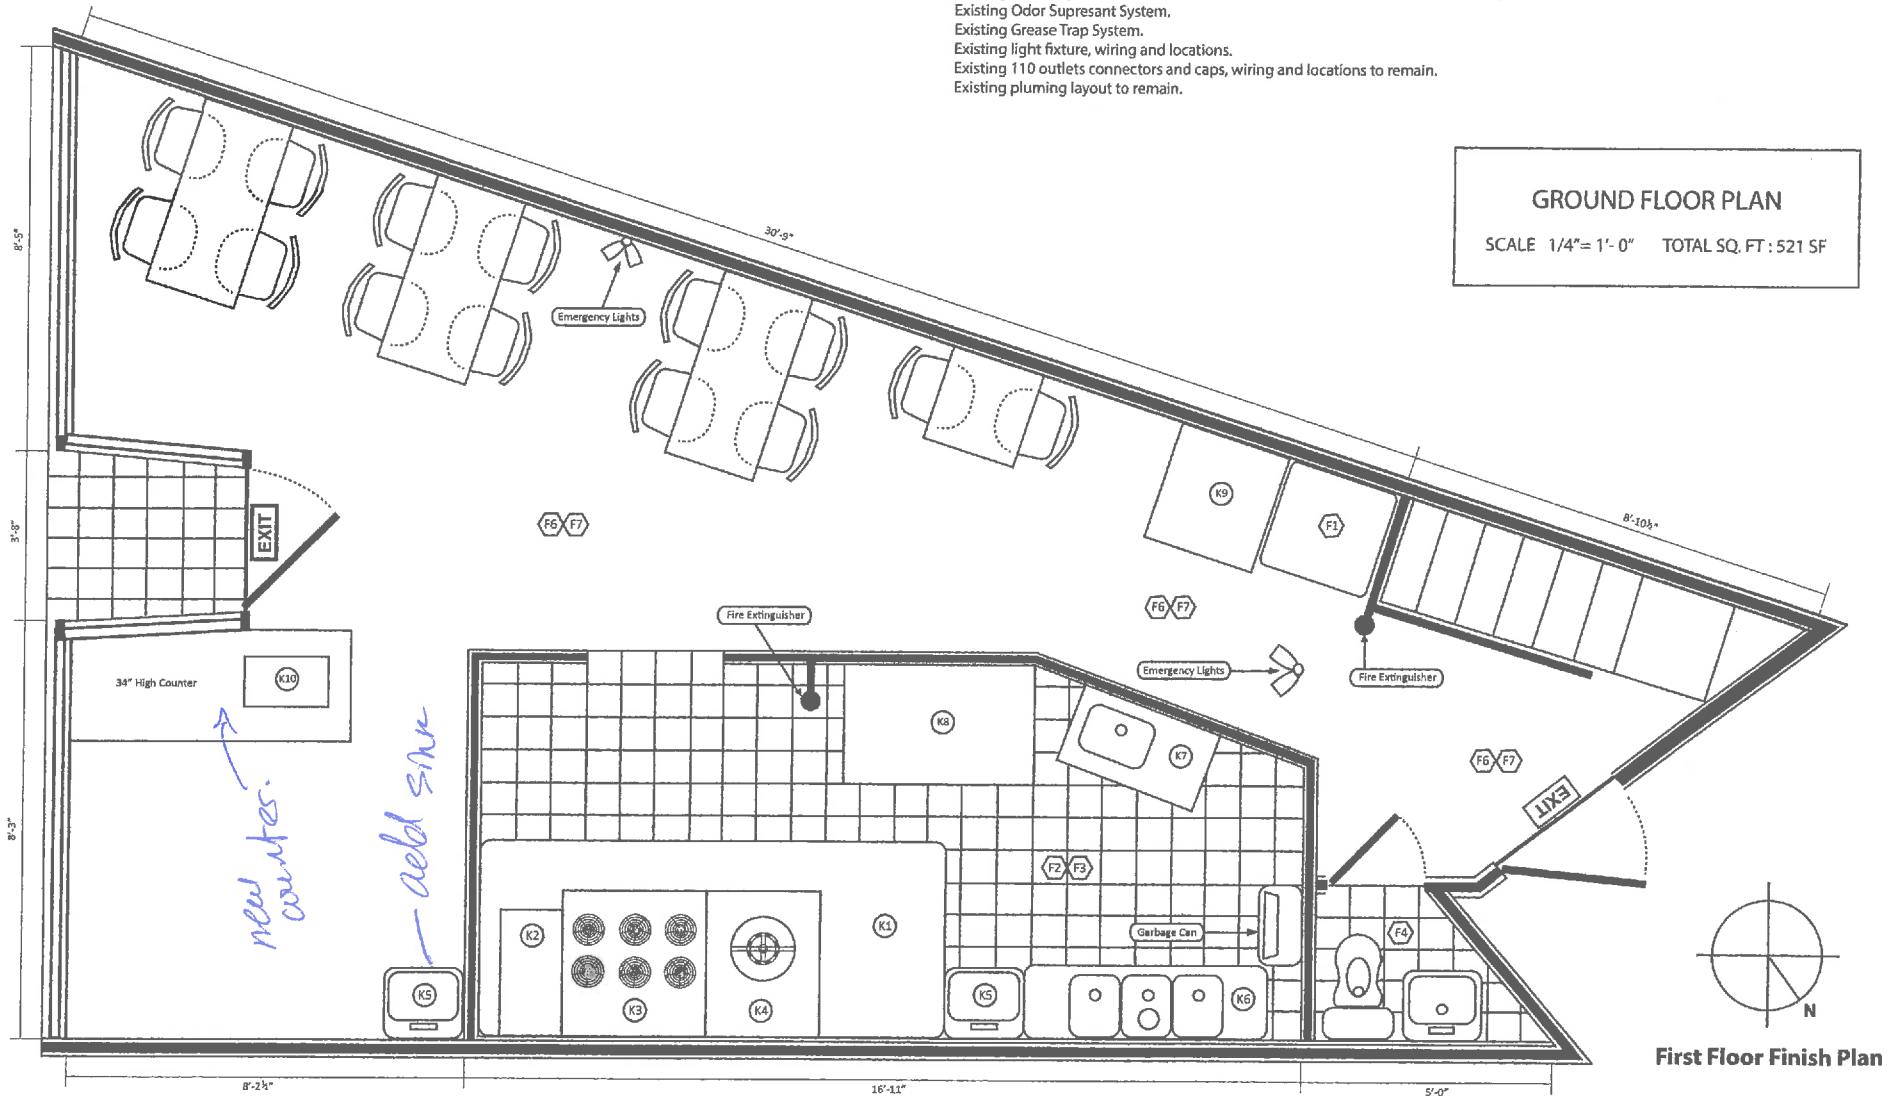 Existing Odor Supresant System.
Existing Grease Trap System.
Existing light fixture, wiring and locations.
Existing 110 outlets connectors and caps, wiring and locations to remain.
Existing pluming layout to remain.
GROUND FLOOR PLAN
SCALE 1/4"= 1'- 0" TOTAL SQ. FT : 521 SF
30'-9"
8'-5"
Emergency Lights
K9
F1
8'-10½"
EXIT
F6 F7
3'-8"
F6 F7
Fire Extinguisher
Emergency Lights
Fire Extinguisher
34" High Counter
K10
K8
K7
F6 F7
EXIT
8'-3"
new
counter.
add sink
F2 F3
K2
K1
Garbage Can
F4
K5
K3
K4
K5
K6
N
First Floor Finish Plan
8'-2½"
16'-11"
5'-0"